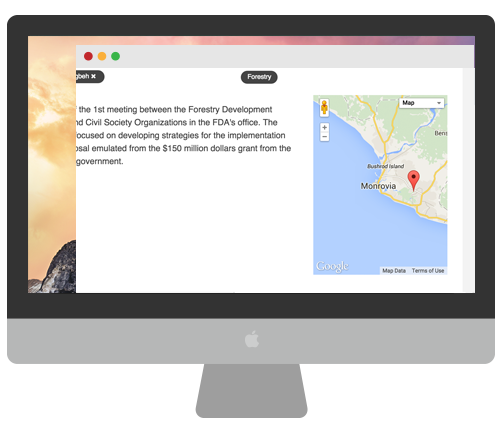 gbeh ✖
Forestry
the 1st meeting between the Forestry Development
nd Civil Society Organizations in the FDA's office. The
focused on developing strategies for the implementation
osal emulated from the $150 million dollars grant from the
government.
Map
+
−
Bens
Bushrod Island
Monrovia
Google
Map Data
Terms of Use